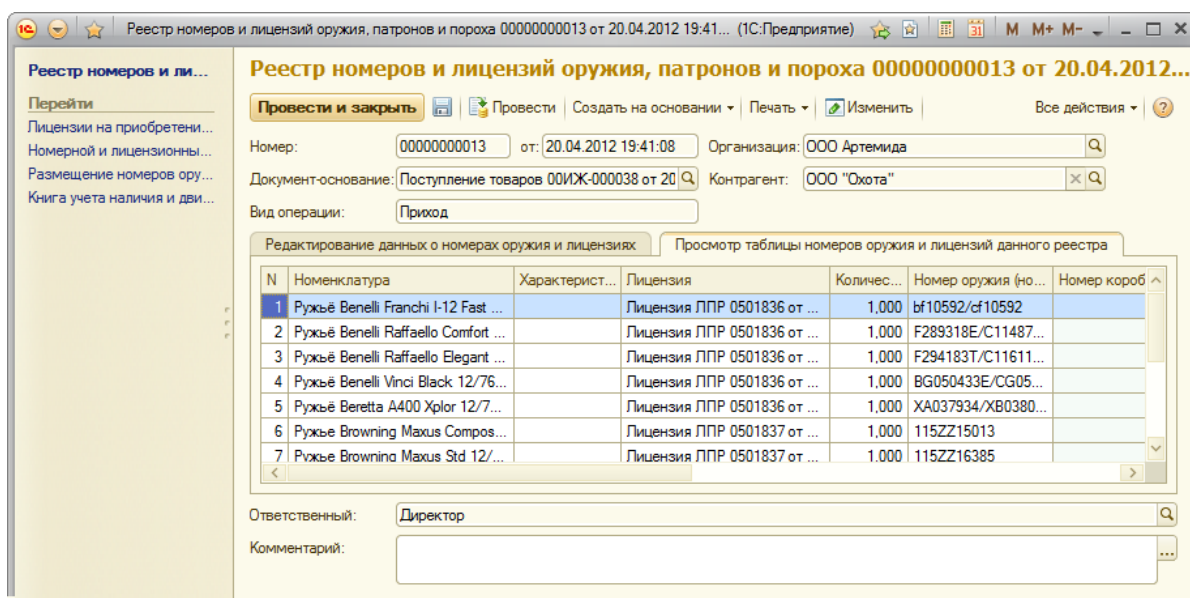 Реестр номеров и лицензий оружия, патронов и пороха 00000000013 от 20.04.2012 19:41... (1С:Предприятие) M M+ M-
Реестр номеров и ли...
Перейти
Лицензии на приобретени...
Номерной и лицензионны...
Размещение номеров ору...
Книга учета наличия и дви...
Реестр номеров и лицензий оружия, патронов и пороха 00000000013 от 20.04.2012...
Провести и закрыть Провести Создать на основании Печать Изменить Все действия ?
Номер: 00000000013 от: 20.04.2012 19:41:08 Организация: ООО Артемида
Документ-основание: Поступление товаров 00ИЖ-000038 от 20 Контрагент: ООО "Охота"
Вид операции: Приход
Редактирование данных о номерах оружия и лицензиях Просмотр таблицы номеров оружия и лицензий данного реестра
N Номенклатура Характерист... Лицензия Количес... Номер оружия (но... Номер короб
1 Ружьё Benelli Franchi I-12 Fast ... Лицензия ЛПР 0501836 от ... 1,000 bf10592/cf10592
2 Ружьё Benelli Raffaello Comfort ... Лицензия ЛПР 0501836 от ... 1,000 F289318E/C11487...
3 Ружьё Benelli Raffaello Elegant ... Лицензия ЛПР 0501836 от ... 1,000 F294183T/C11611...
4 Ружьё Benelli Vinci Black 12/76... Лицензия ЛПР 0501836 от ... 1,000 BG050433E/CG05...
5 Ружьё Beretta A400 Xplor 12/7... Лицензия ЛПР 0501836 от ... 1,000 XA037934/XB0380...
6 Ружье Browning Maxus Compos... Лицензия ЛПР 0501837 от ... 1,000 115ZZ15013
7 Ружье Browning Maxus Std 12/... Лицензия ЛПР 0501837 от ... 1,000 115ZZ16385
Ответственный: Директор
Комментарий: